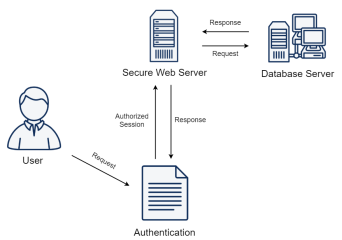 Response
Request
Secure Web Server
Database Server
Authorized
Session
Response
User
Request
Authentication